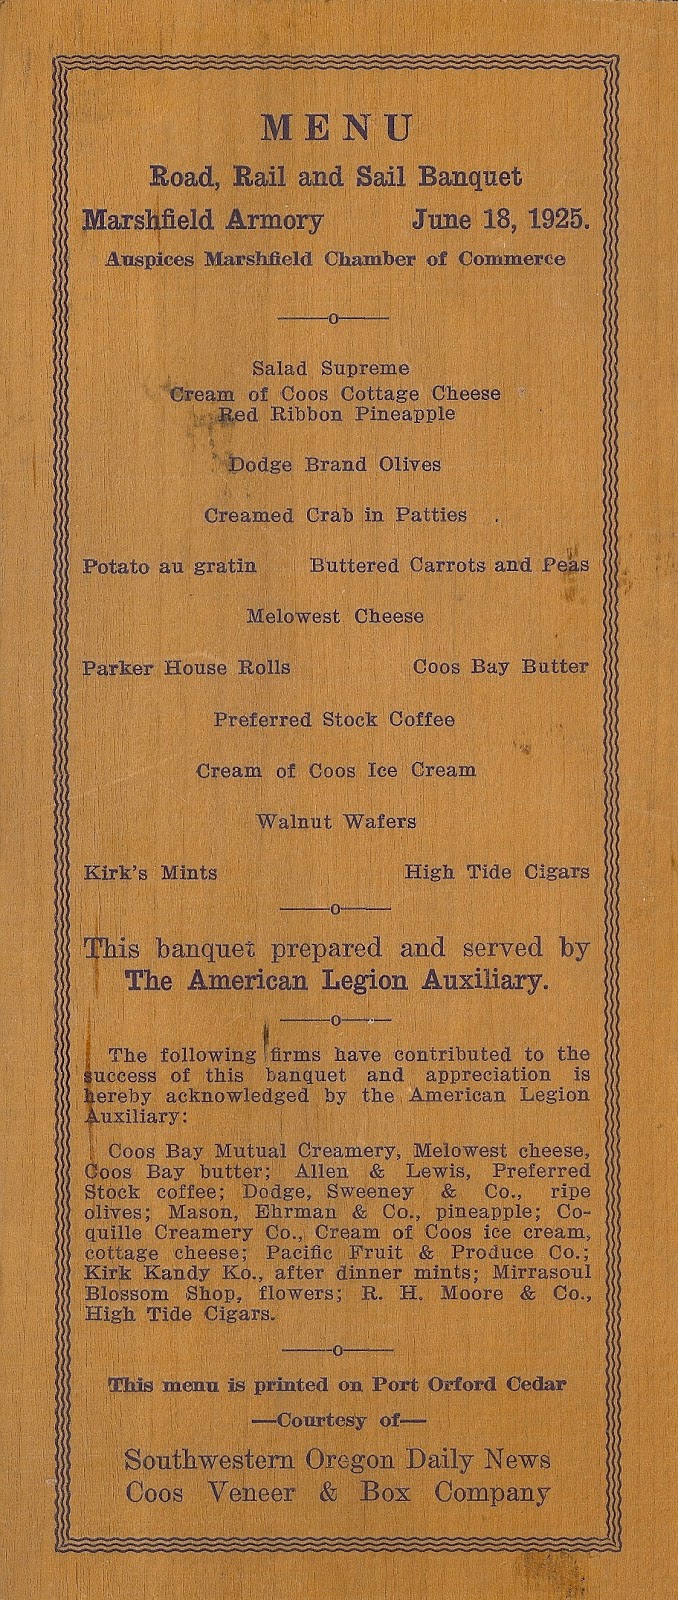 MENU
Road, Rail and Sail Banquet
Marshfield Armory June 18, 1925.
Auspices Marshfield Chamber of Commerce
Salad Supreme
Cream of Coos Cottage Cheese
Red Ribbon Pineapple
Dodge Brand Olives
Creamed Crab in Patties
Potato au gratin Buttered Carrots and Peas
Melowest Cheese
Parker House Rolls Coos Bay Butter
Preferred Stock Coffee
Cream of Coos Ice Cream
Walnut Wafers
Kirk's Mints High Tide Cigars
This banquet prepared and served by
The American Legion Auxiliary.
The following firms have contributed to the
success of this banquet and appreciation is
hereby acknowledged by the American Legion
Auxiliary:
Coos Bay Mutual Creamery, Melowest cheese,
Coos Bay butter; Allen & Lewis, Preferred
Stock coffee; Dodge, Sweeney & Co., ripe
olives; Mason, Ehrman & Co., pineapple; Co-
quille Creamery Co., Cream of Coos ice cream,
cottage cheese; Pacific Fruit & Produce Co.;
Kirk Kandy Ko., after dinner mints; Mirrasoul
Blossom Shop, flowers; R. H. Moore & Co.,
High Tide Cigars.
This menu is printed on Port Orford Cedar
—Courtesy of—
Southwestern Oregon Daily News
Coos Veneer & Box Company